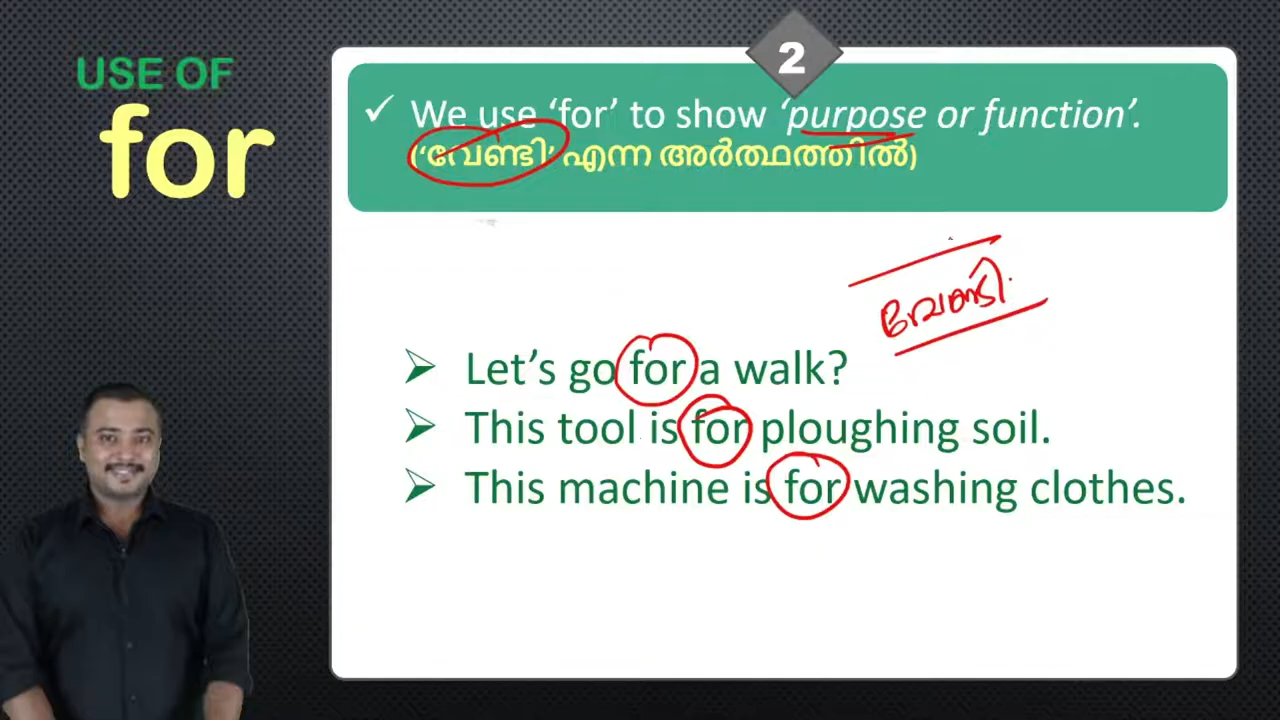 USE OF
for
2
✓ We use ‘for’ to show ‘purpose or function’.
(‘വേണ്ടി’ എന്ന അർത്ഥത്തിൽ)
വേണ്ടി
➢ Let’s go for a walk?
➢ This tool is for ploughing soil.
➢ This machine is for washing clothes.